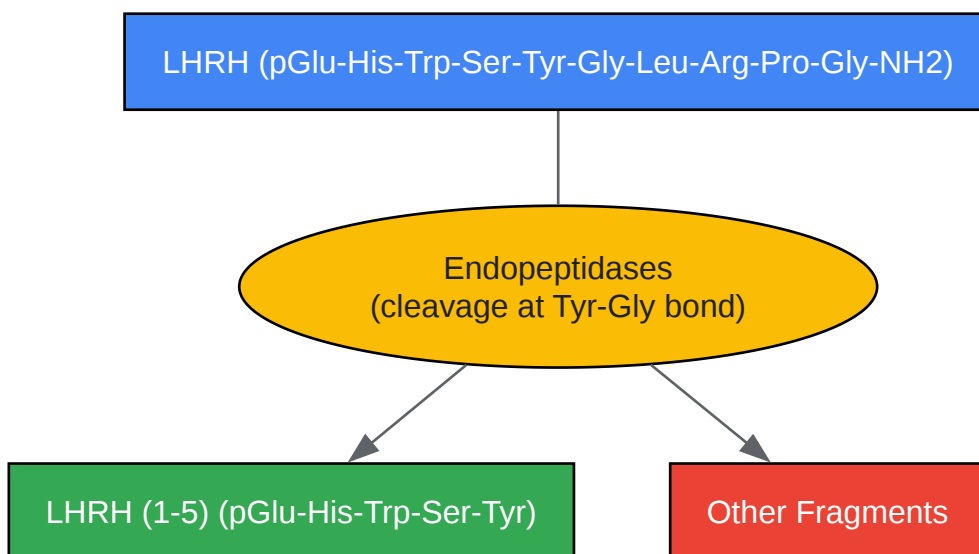 LHRH (pGlu-His-Trp-Ser-Tyr-Gly-Leu-Arg-Pro-Gly-NH2)
Endopeptidases
(cleavage at Tyr-Gly bond)
LHRH (1-5) (pGlu-His-Trp-Ser-Tyr)
Other Fragments